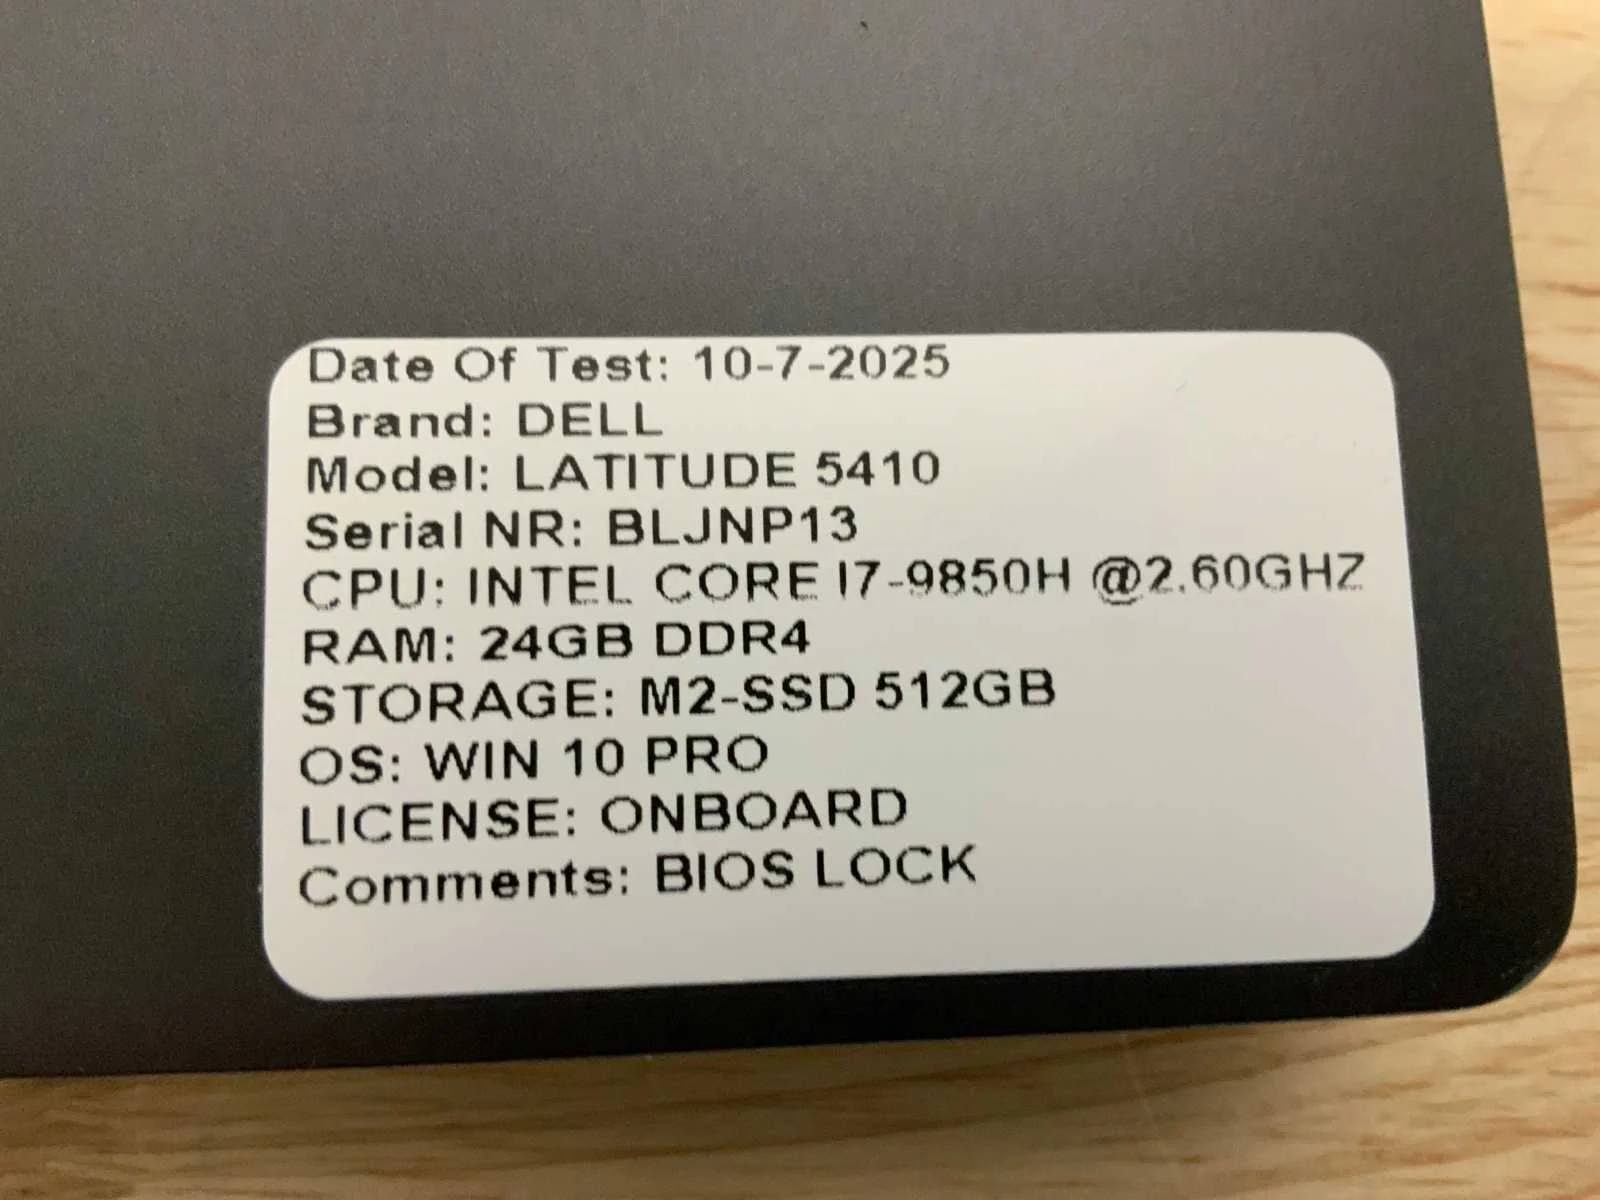 Date Of Test: 10-7-2025
Brand: DELL
Model: LATITUDE 5410
Serial NR: BLJNP13
CPU: INTEL CORE I7-9850H @2.60GHZ
RAM: 24GB DDR4
STORAGE: M2-SSD 512GB
OS: WIN 10 PRO
LICENSE: ONBOARD
Comments: BIOS LOCK